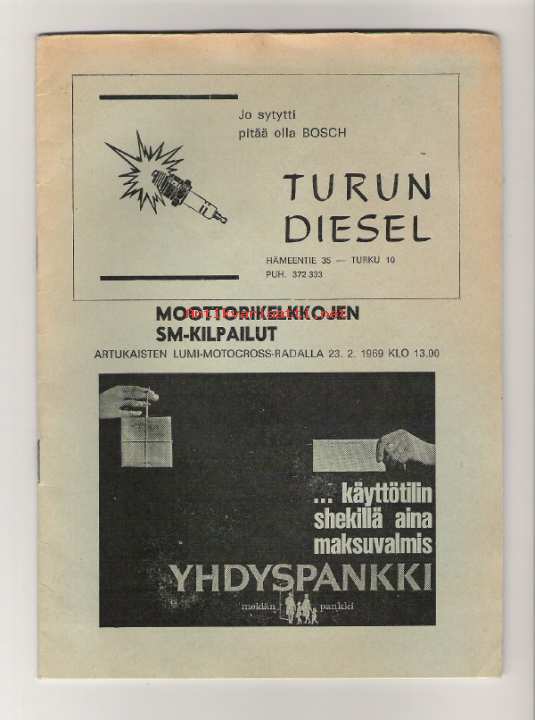 Jo sytytti
pitää olla BOSCH
TURUN
DIESEL
HÄMEENTIE 35 — TURKU 10
PUH. 372 333
MOOTTORIKELKKOJEN
SM-KILPAILUT
ARTUKAISTEN LUMI-MOTOCROSS-RADALLA 23. 2. 1969 KLO 13.00
... käyttötilin
shekillä aina
maksuvalmis
YHDYSPANKKI
meidän pankki